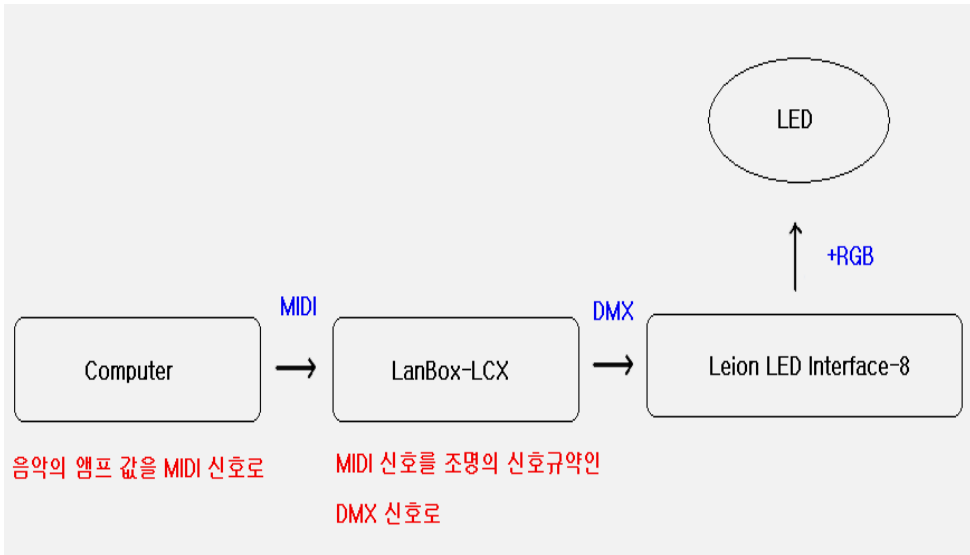 LED
+RGB
MIDI
DMX
Computer
LanBox-LCX
Leion LED Interface-8
음악의 앰프 값을 MIDI 신호로
MIDI 신호를 조명의 신호규약인
DMX 신호로